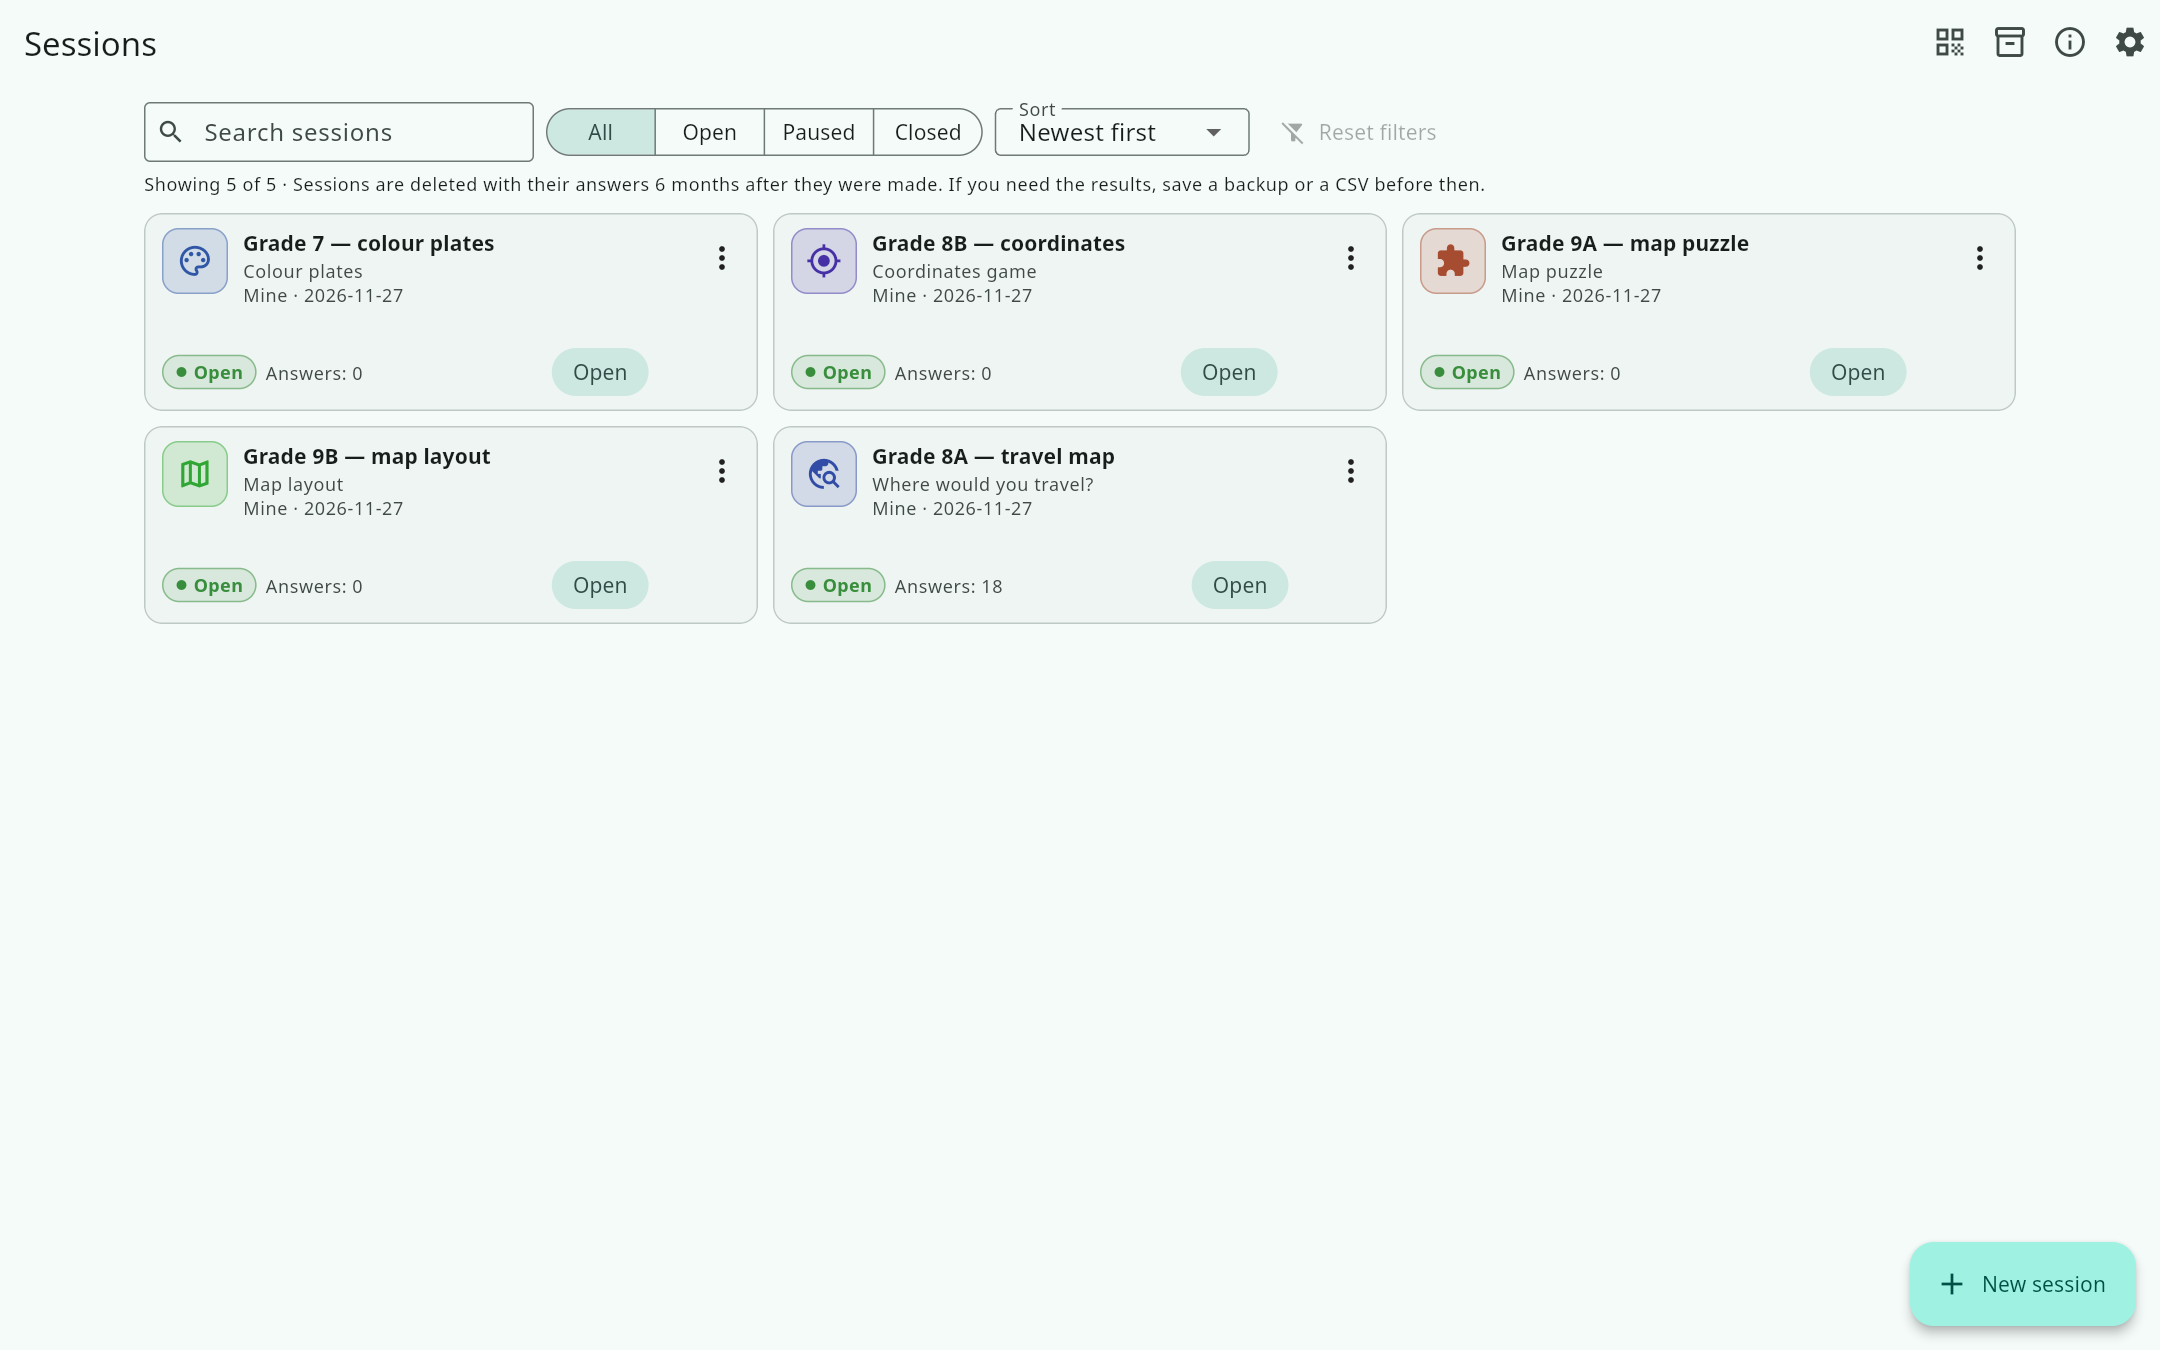 Sessions
Search sessions
All
Open
Paused
Closed
Sort
Newest first
Reset filters
Showing 5 of 5 · Sessions are deleted with their answers 6 months after they were made. If you need the results, save a backup or a CSV before then.
Grade 7 — colour plates
Colour plates
Mine · 2026-11-27
Open
Answers: 0
Open
Grade 8B — coordinates
Coordinates game
Mine · 2026-11-27
Open
Answers: 0
Open
Grade 9A — map puzzle
Map puzzle
Mine · 2026-11-27
Open
Answers: 0
Open
Grade 9B — map layout
Map layout
Mine · 2026-11-27
Open
Answers: 0
Open
Grade 8A — travel map
Where would you travel?
Mine · 2026-11-27
Open
Answers: 18
Open
New session